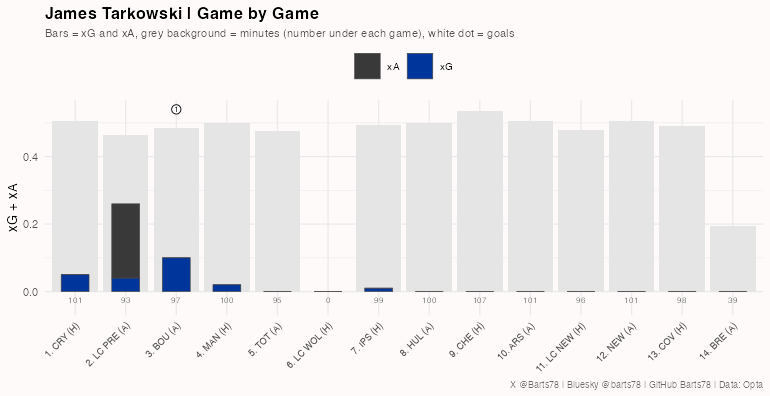 James Tarkowski | Game by Game
Bars = xG and xA, grey background = minutes (number under each game), white dot = goals
xA xG
1
xG + xA
0.4
0.2
0.0
101 93 97 100 95 0 99 100 107 101 96 101 98 39
1. CRY (H)
2. LC PRE (A)
3. BOU (A)
4. MAN (H)
5. TOT (A)
6. LC WOL (H)
7. IPS (H)
8. HUL (A)
9. CHE (H)
10. ARS (A)
11. LC NEW (H)
12. NEW (A)
13. COV (H)
14. BRE (A)
X @Barts78 | Bluesky @barts78 | GitHub Barts78 | Data: Opta